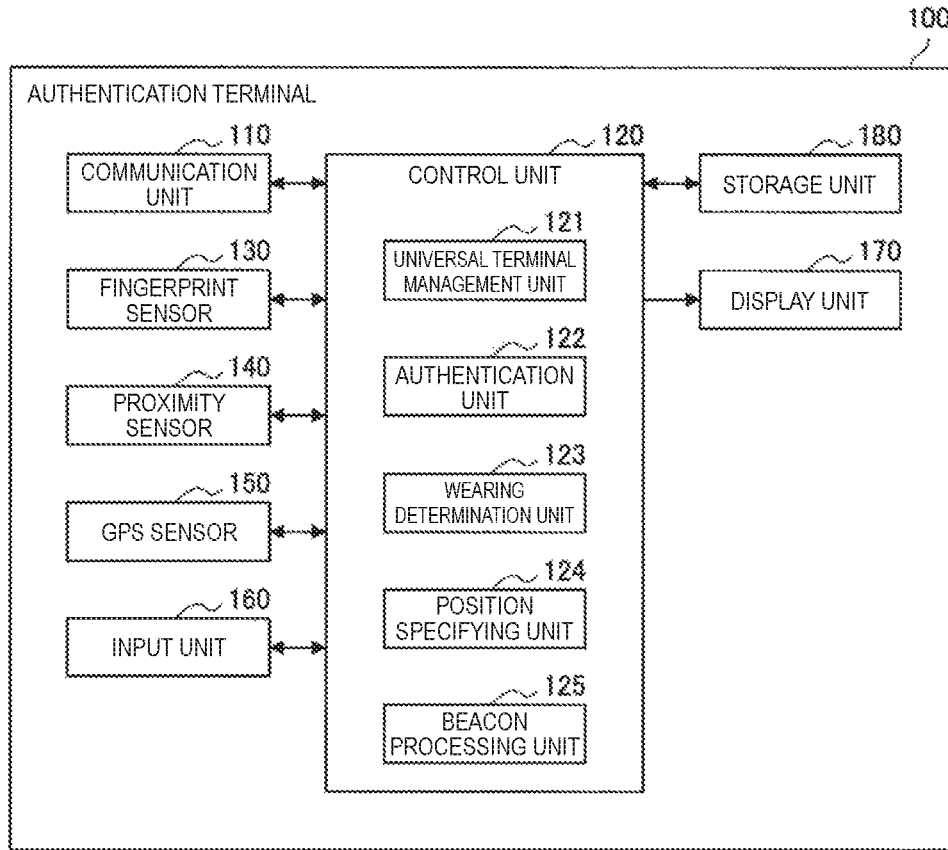 100
AUTHENTICATION TERMINAL
110
COMMUNICATION
UNIT
130
FINGERPRINT
SENSOR
140
PROXIMITY
SENSOR
150
GPS SENSOR
160
INPUT UNIT
120
CONTROL UNIT
121
UNIVERSAL TERMINAL
MANAGEMENT UNIT
122
AUTHENTICATION
UNIT
123
WEARING
DETERMINATION UNIT
124
POSITION
SPECIFYING UNIT
125
BEACON
PROCESSING UNIT
180
STORAGE UNIT
170
DISPLAY UNIT